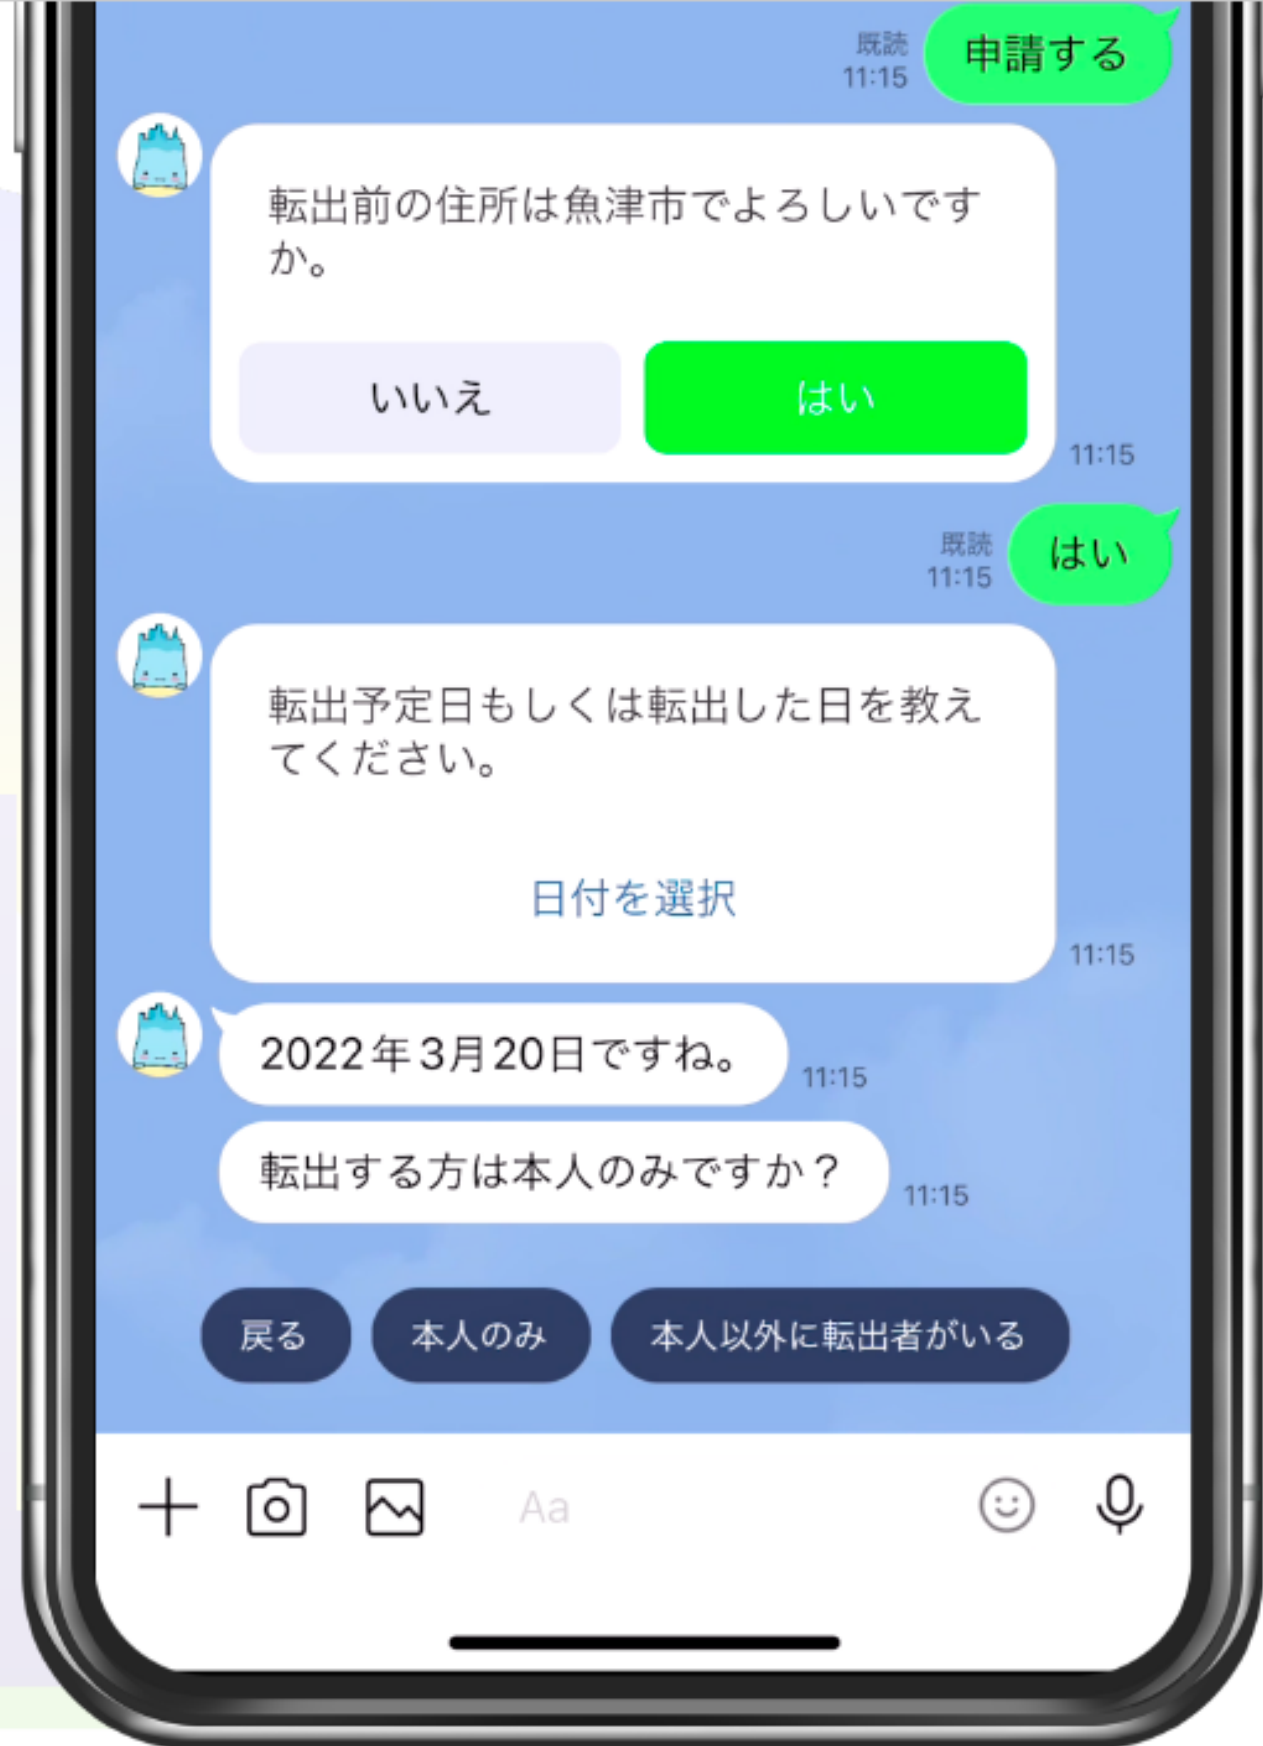 申請する
既読
11:15
転出前の住所は魚津市でよろしいです
か。
いいえ
はい
11:15
はい
既読
11:15
転出予定日もしくは転出した日を教え
てください。
日付を選択
11:15
2022年3月20日ですね。
11:15
転出する方は本人のみですか？
11:15
戻る
本人のみ
本人以外に転出者がいる
Aa